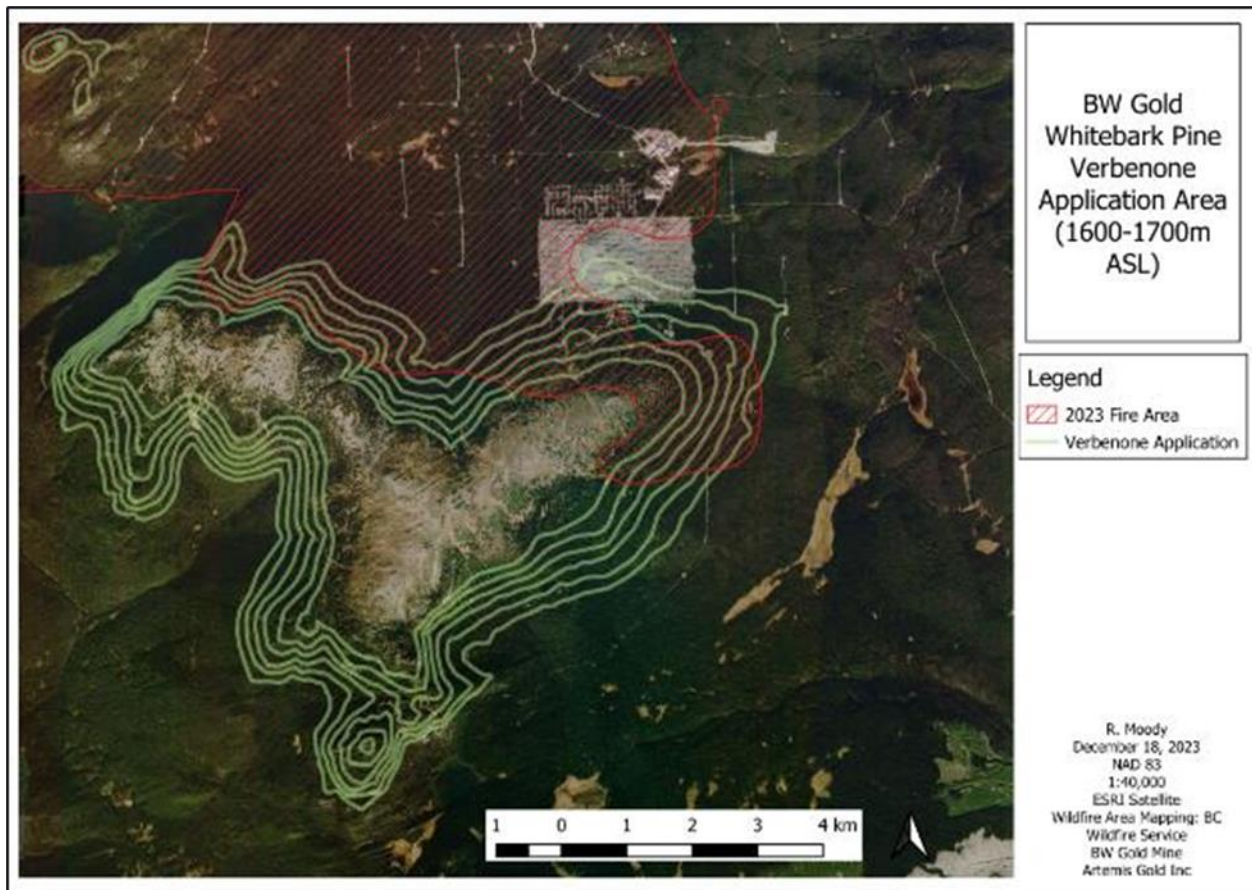 BW Gold
Whitebark Pine
Verbenone
Application Area
(1600-1700m
ASL)
Legend
2023 Fire Area
Verbenone Application
1 0 1 2 3 4 km
R. Moody
December 18, 2023
NAD 83
1:40,000
ESRI Satellite
Wildfire Area Mapping: BC
Wildfire Service
BW Gold Mine
Artemis Gold Inc